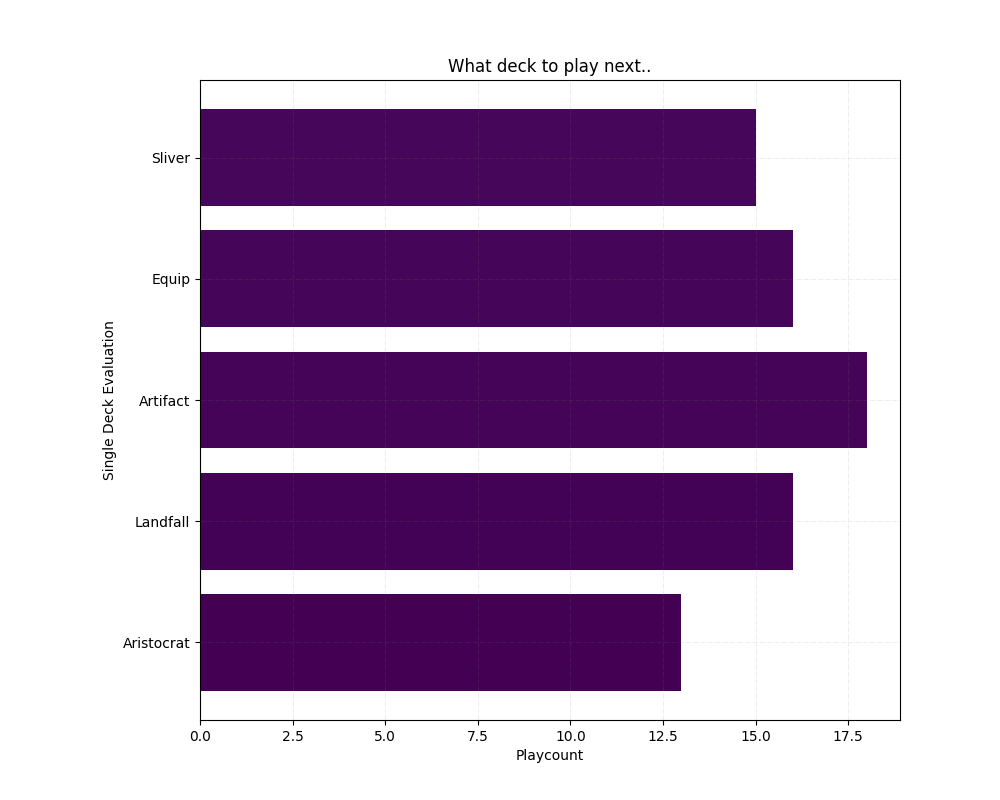 What deck to play next..
Single Deck Evaluation
Sliver
Equip
Artifact
Landfall
Aristocrat
0.0 2.5 5.0 7.5 10.0 12.5 15.0 17.5
Playcount